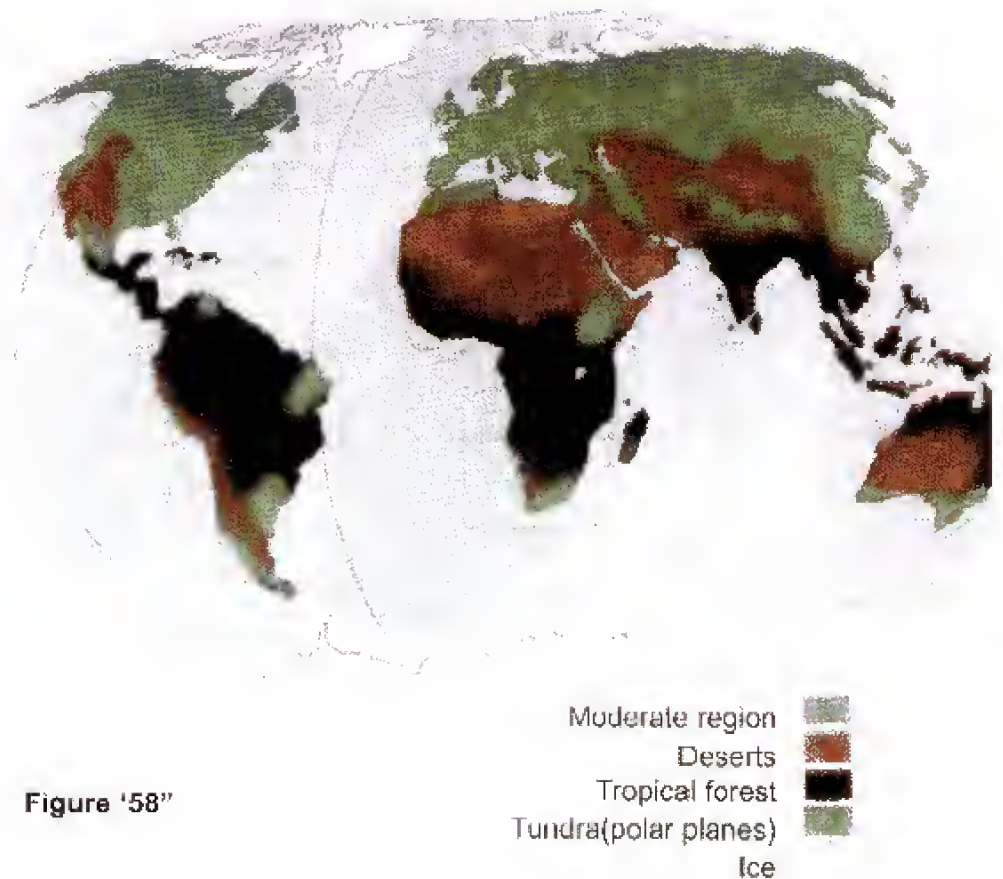 Moderate region
Deserts
Tropical forest
Tundra(polar planes)
Ice
Figure '58"